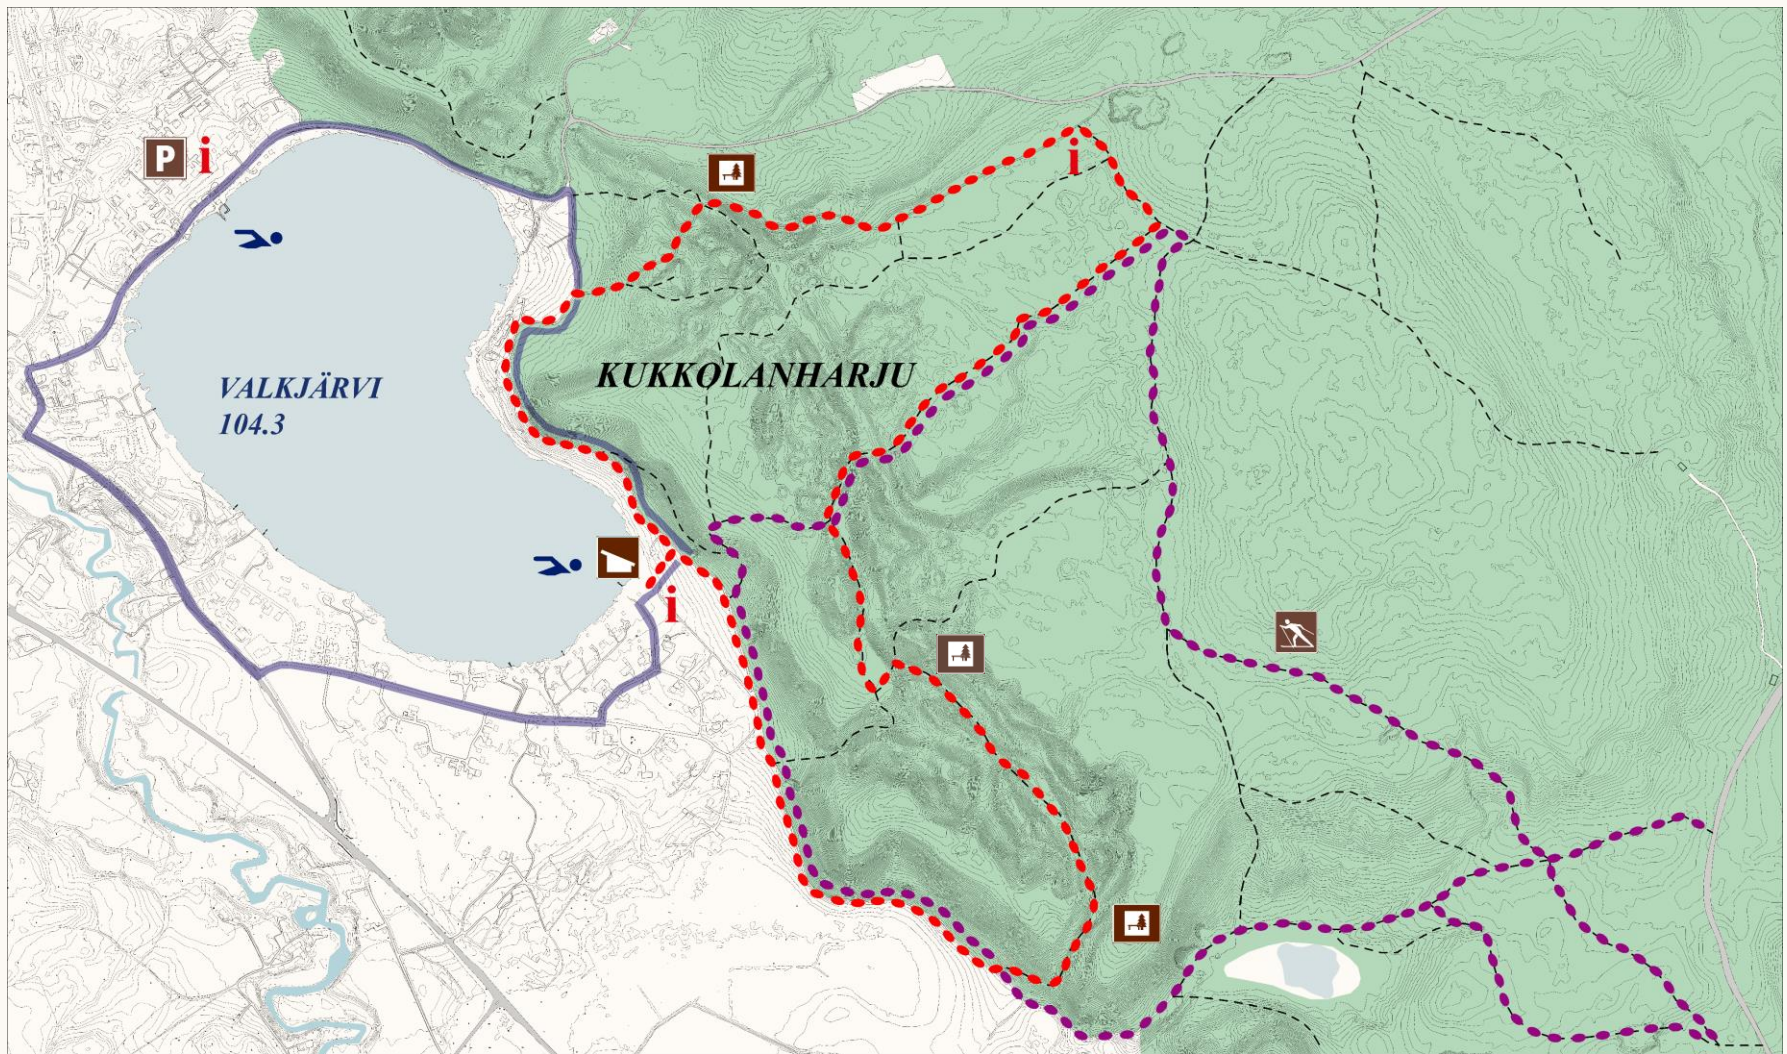 P i
i
VALKJÄRVI
104.3
KUKKOLANHARJU
i